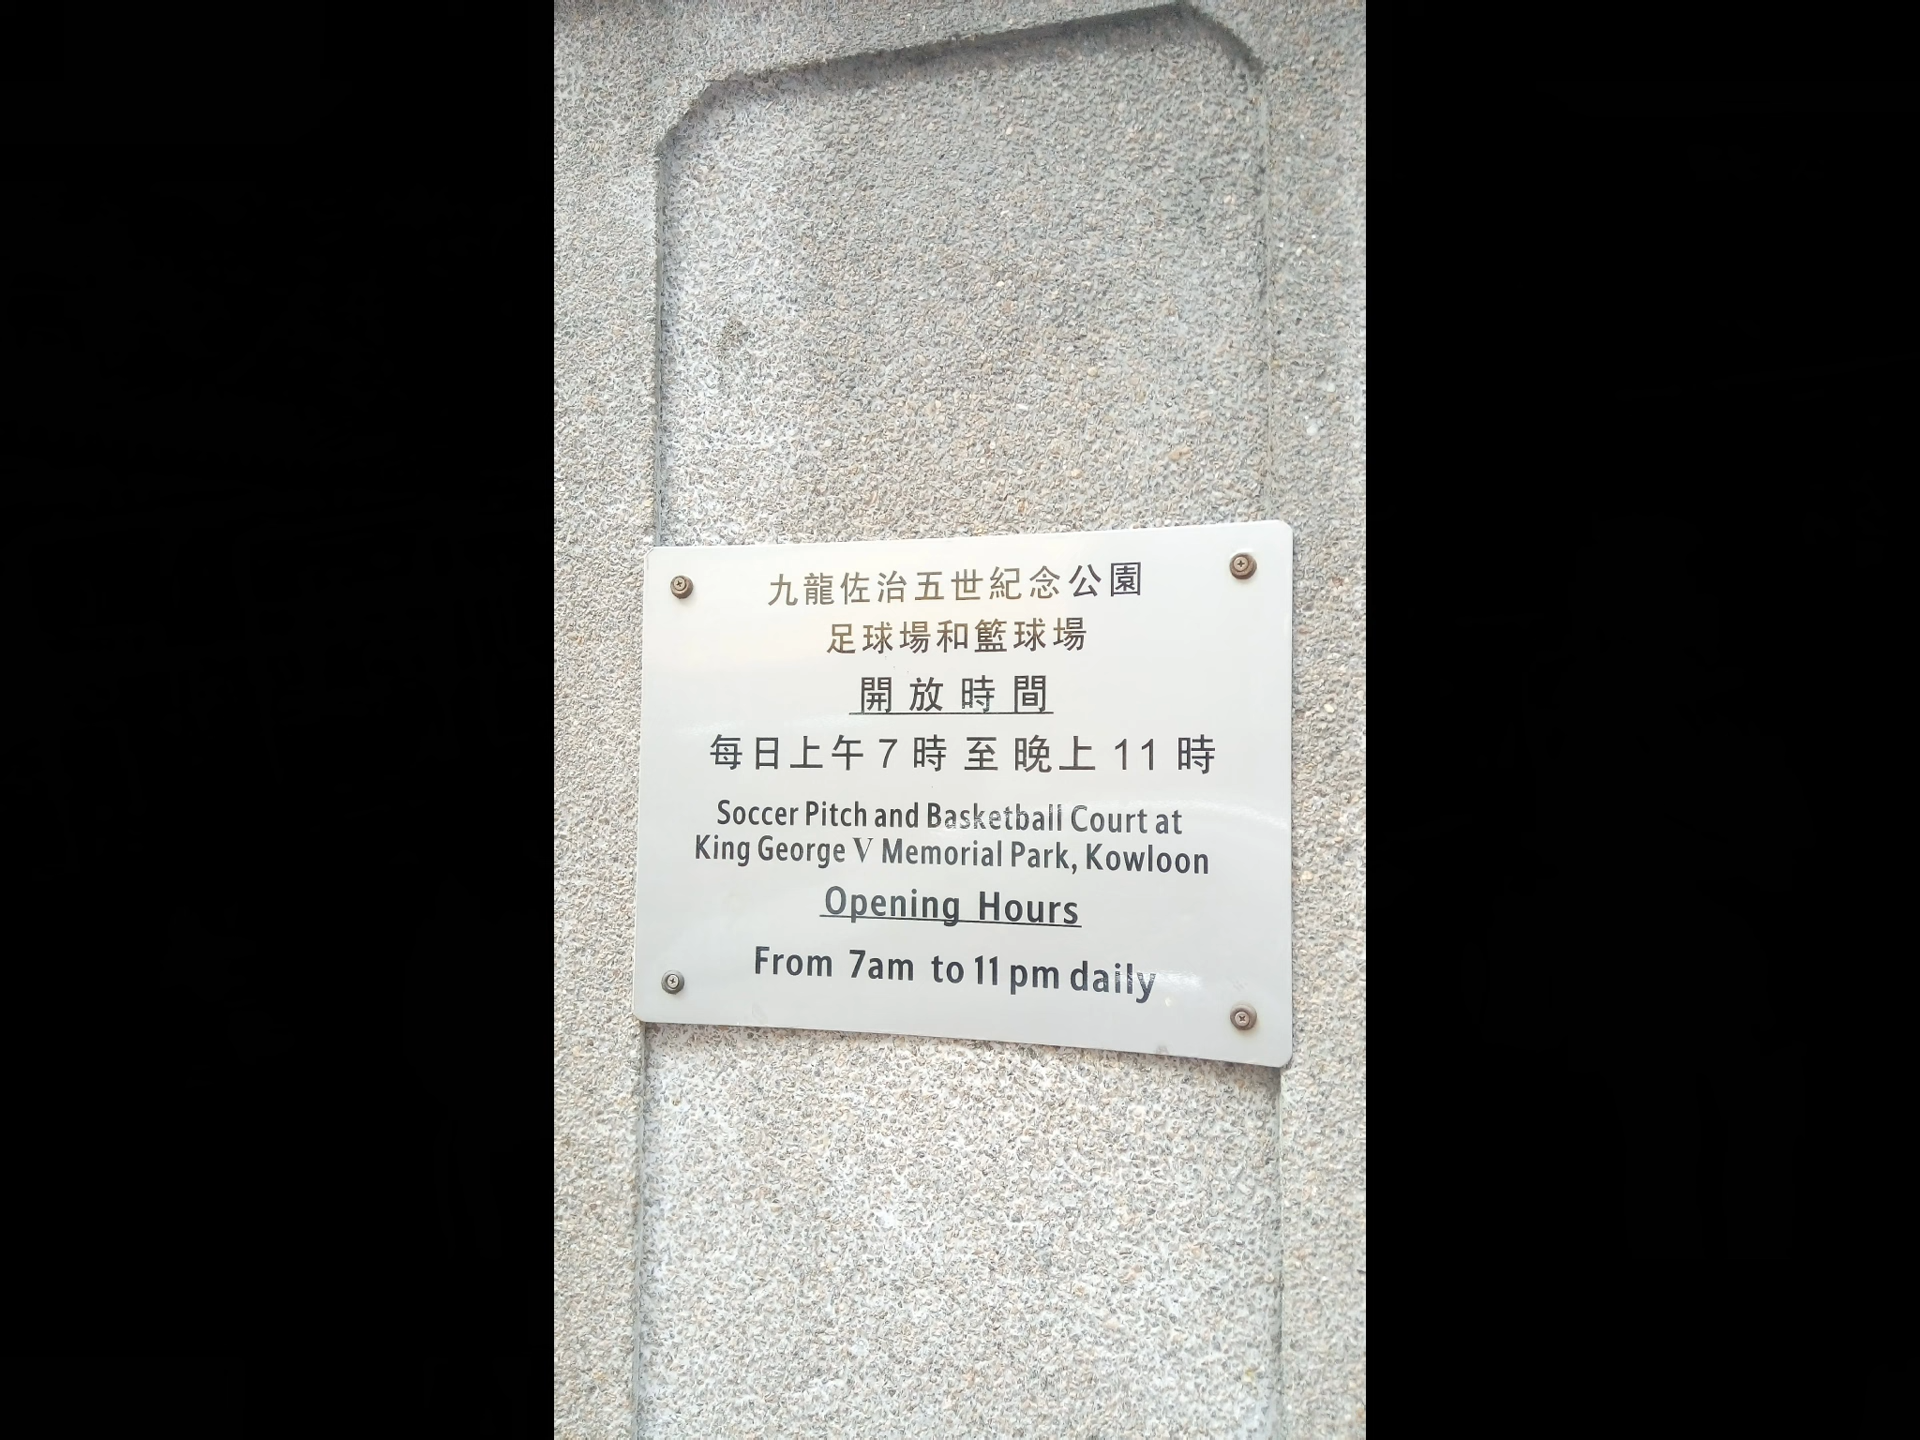 九龍佐治五世紀念公園
足球場和籃球場
開放時間
每日上午7時至晚上11時
Soccer Pitch and Basketball Court at
King George V Memorial Park, Kowloon
Opening Hours
From 7am to 11pm daily